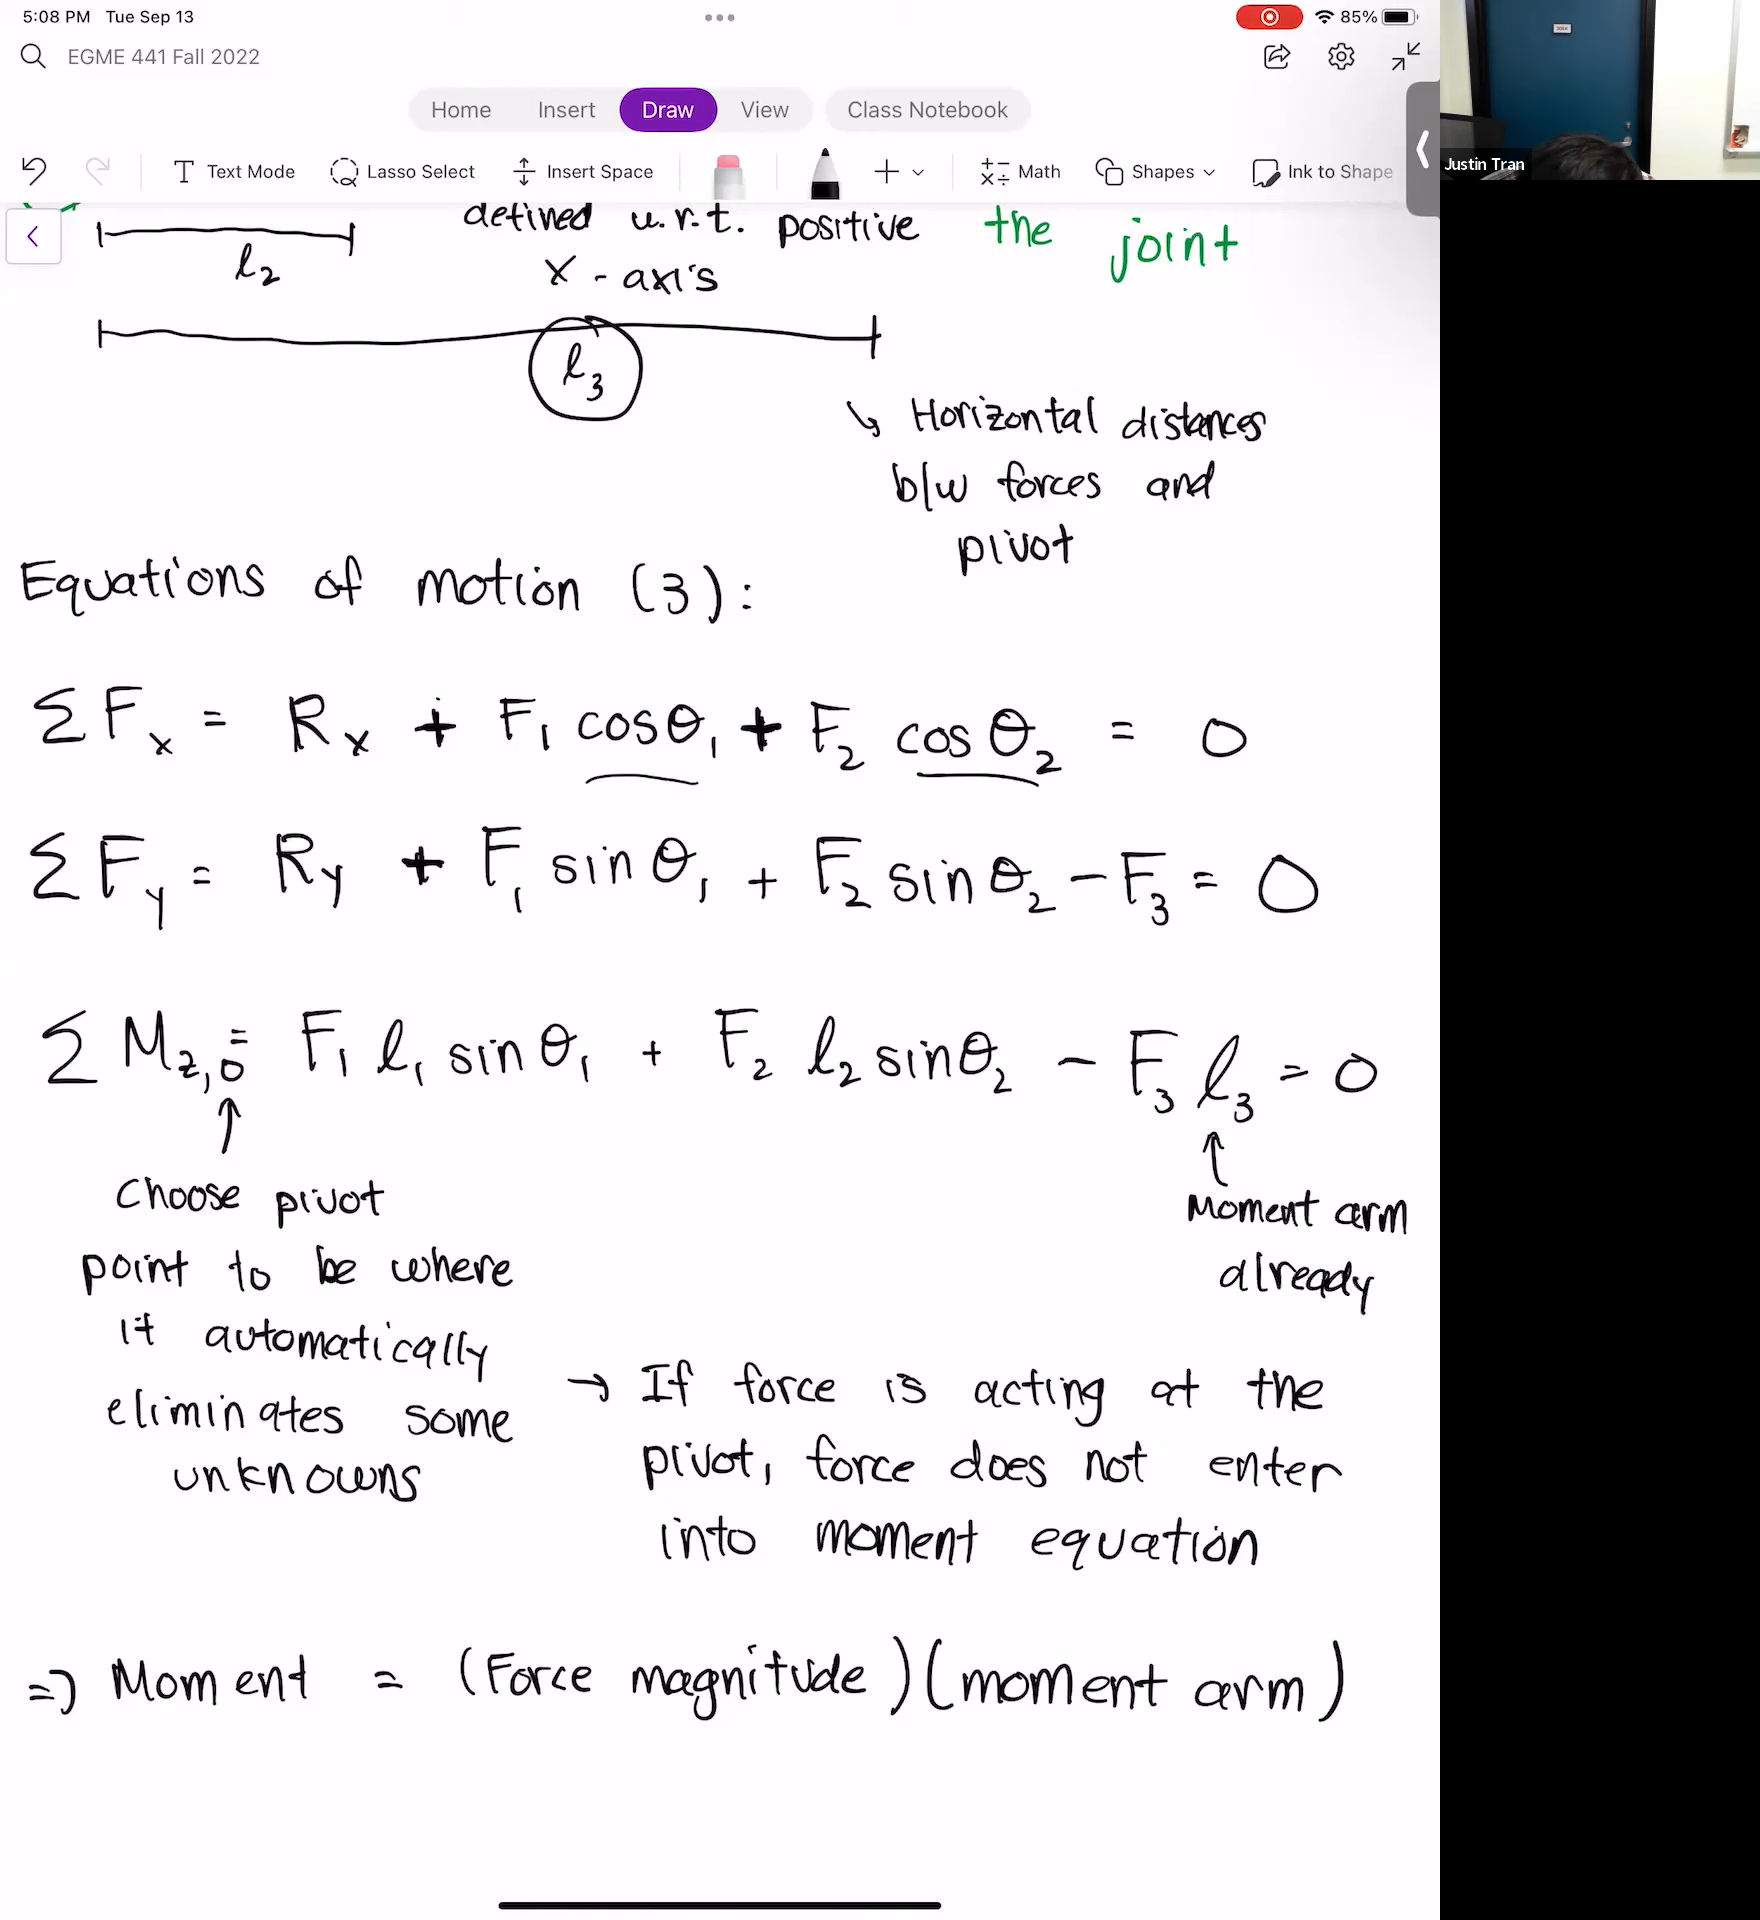 5:08 PM Tue Sep 13
85%
EGME 441 Fall 2022
Home Insert Draw View Class Notebook
Text Mode Lasso Select Insert Space Math Shapes Ink to Shape
Justin Tran
defined w.r.t. positive the joint
l₂
x - axis
l₃
↳ Horizontal distances
b/w forces and
pivot
Equations of motion (3):
ΣFₓ = Rₓ + F₁ cosθ₁ + F₂ cosθ₂ = 0
ΣF_y = R_y + F₁ sinθ₁ + F₂ sinθ₂ - F₃ = 0
ΣM_z,o = F₁ l₁ sinθ₁ + F₂ l₂ sinθ₂ - F₃ l₃ = 0
↑ ↑
Choose pivot
point to be where
it automatically
eliminates some
unknowns
Moment arm
already
→ If force is acting at the
pivot, force does not enter
into moment equation
=> Moment = (Force magnitude)(moment arm)